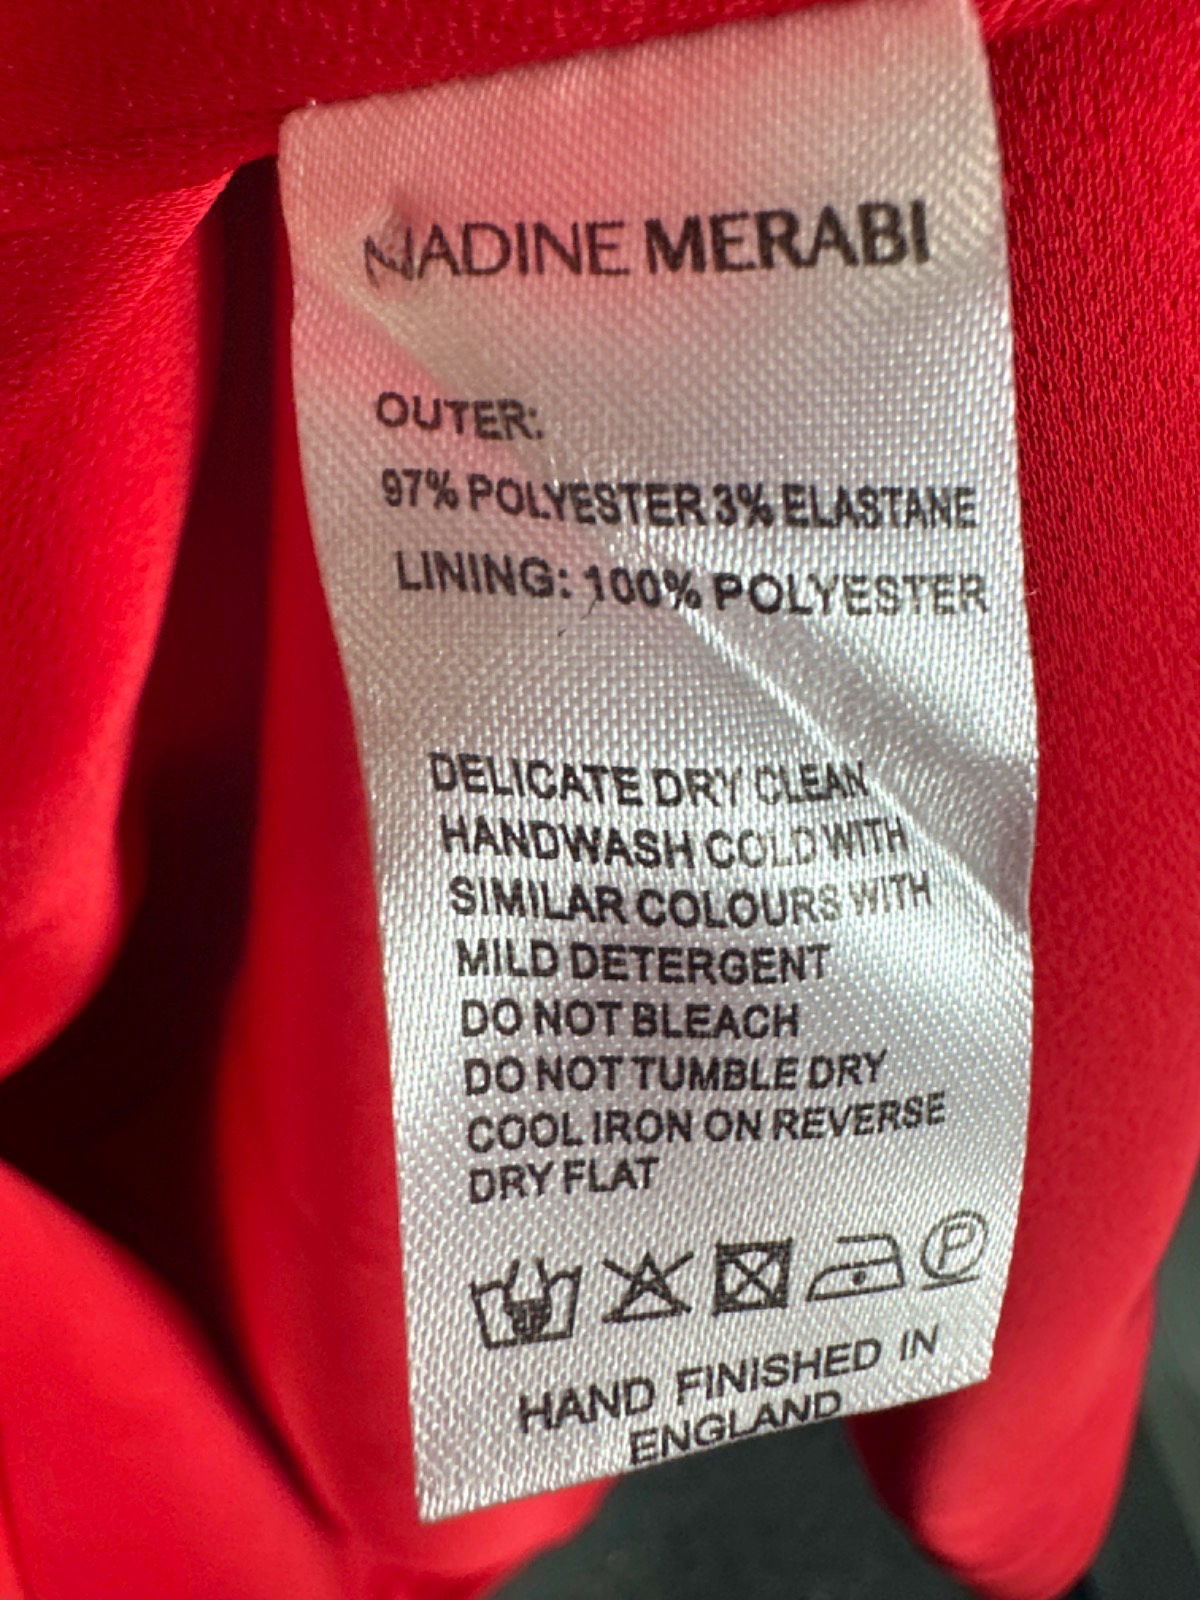 NADINE MERABI
OUTER:
97% POLYESTER 3% ELASTANE
LINING: 100% POLYESTER
DELICATE DRY CLEAN
HANDWASH COLD WITH
SIMILAR COLOURS WITH
MILD DETERGENT
DO NOT BLEACH
DO NOT TUMBLE DRY
COOL IRON ON REVERSE
DRY FLAT
P
HAND FINISHED IN
ENGLAND